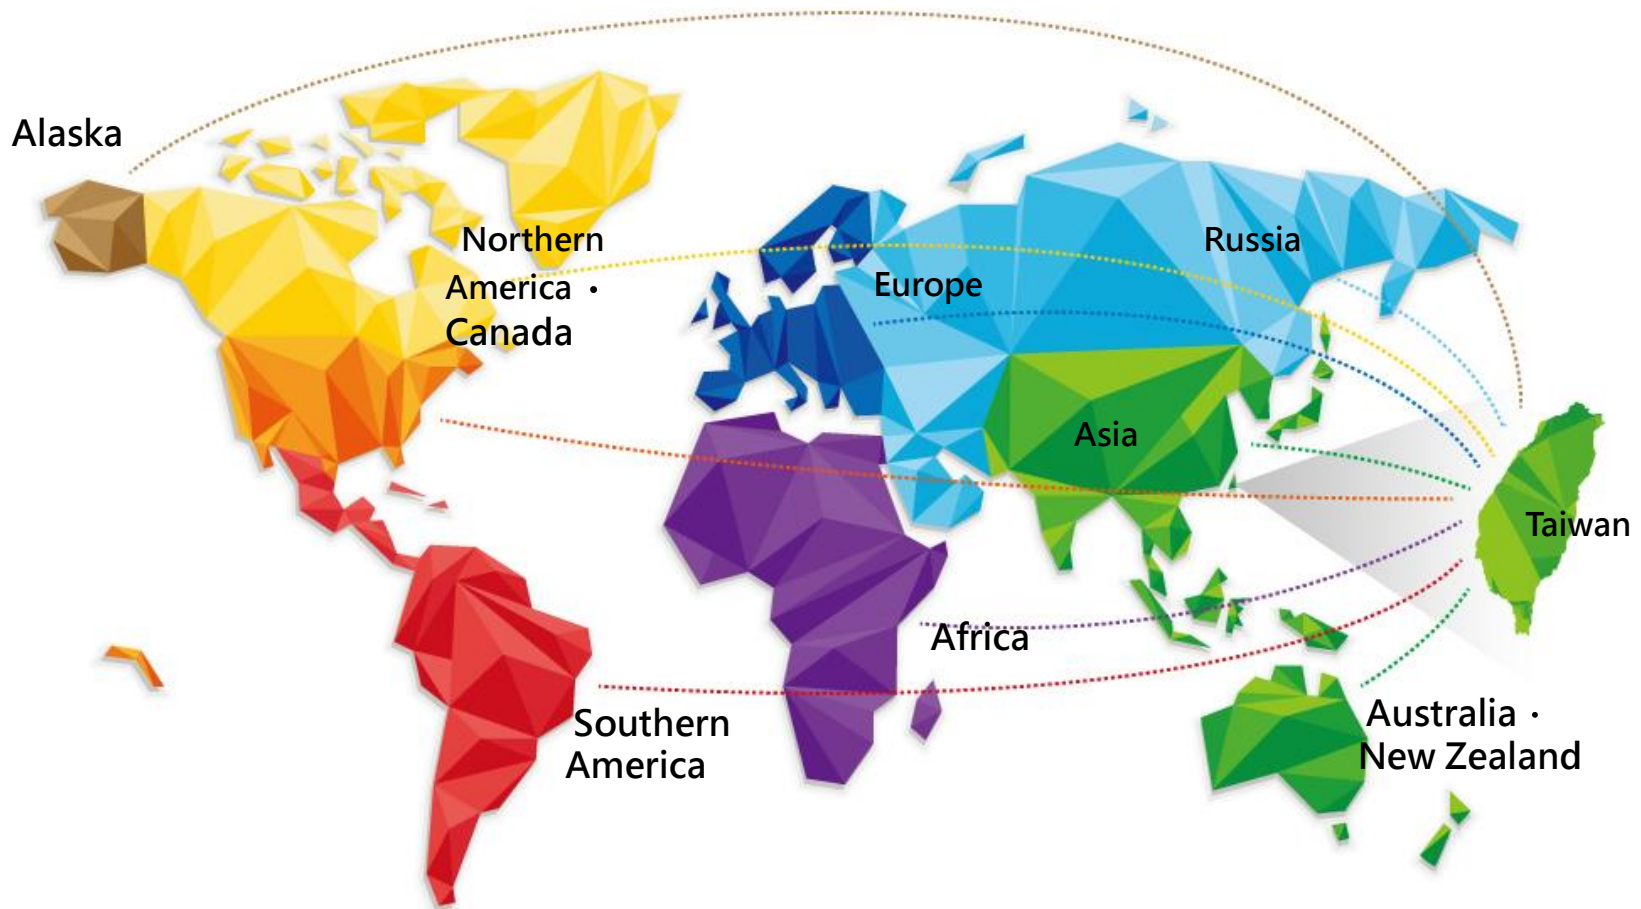 Alaska
Northern
America・
Canada
Europe
Russia
Asia
Taiwan
Africa
Southern
America
Australia・
New Zealand